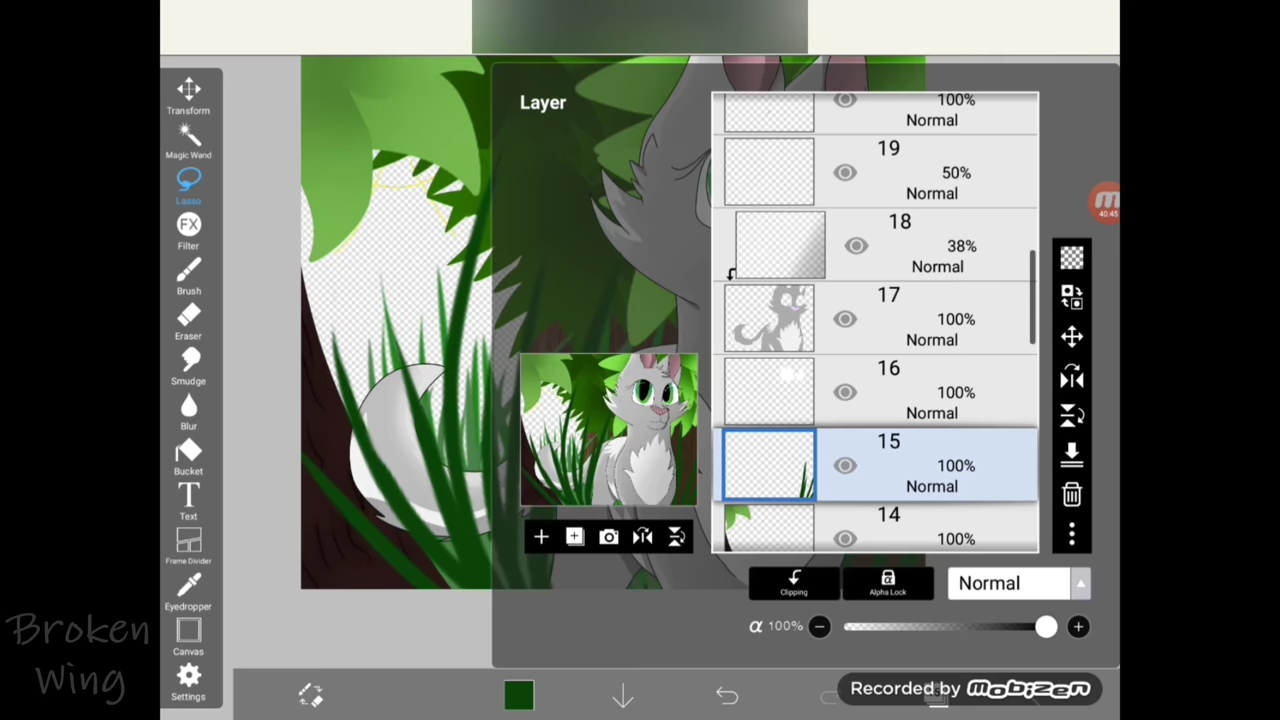 Transform
Magic Wand
Lasso
FX
Filter
Brush
Eraser
Smudge
Blur
Bucket
T
Text
Frame Divider
Eyedropper
Canvas
Settings
Broken
Wing
Layer
100%
Normal
19
50%
Normal
18
38%
Normal
17
100%
Normal
16
100%
Normal
15
100%
Normal
14
100%
Clipping
α
Alpha Lock
Normal
α 100%
40:45
Recorded by mobizen